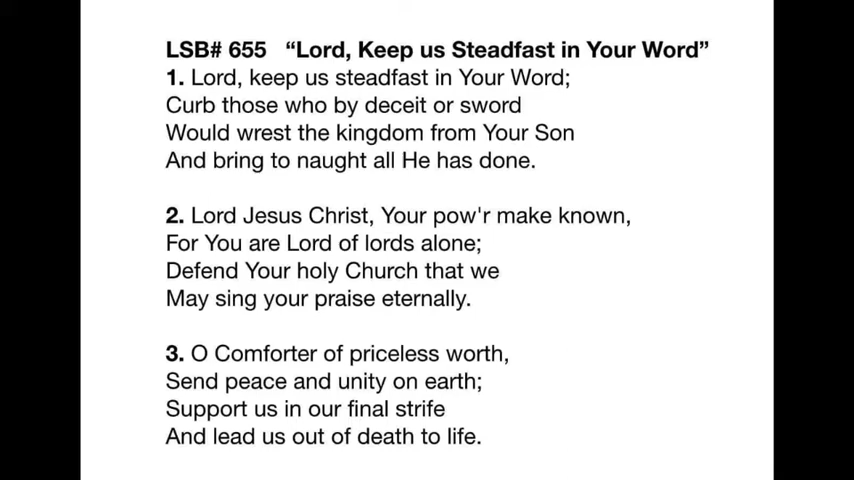 LSB# 655 “Lord, Keep us Steadfast in Your Word”
1. Lord, keep us steadfast in Your Word;
Curb those who by deceit or sword
Would wrest the kingdom from Your Son
And bring to naught all He has done.
2. Lord Jesus Christ, Your pow'r make known,
For You are Lord of lords alone;
Defend Your holy Church that we
May sing your praise eternally.
3. O Comforter of priceless worth,
Send peace and unity on earth;
Support us in our final strife
And lead us out of death to life.